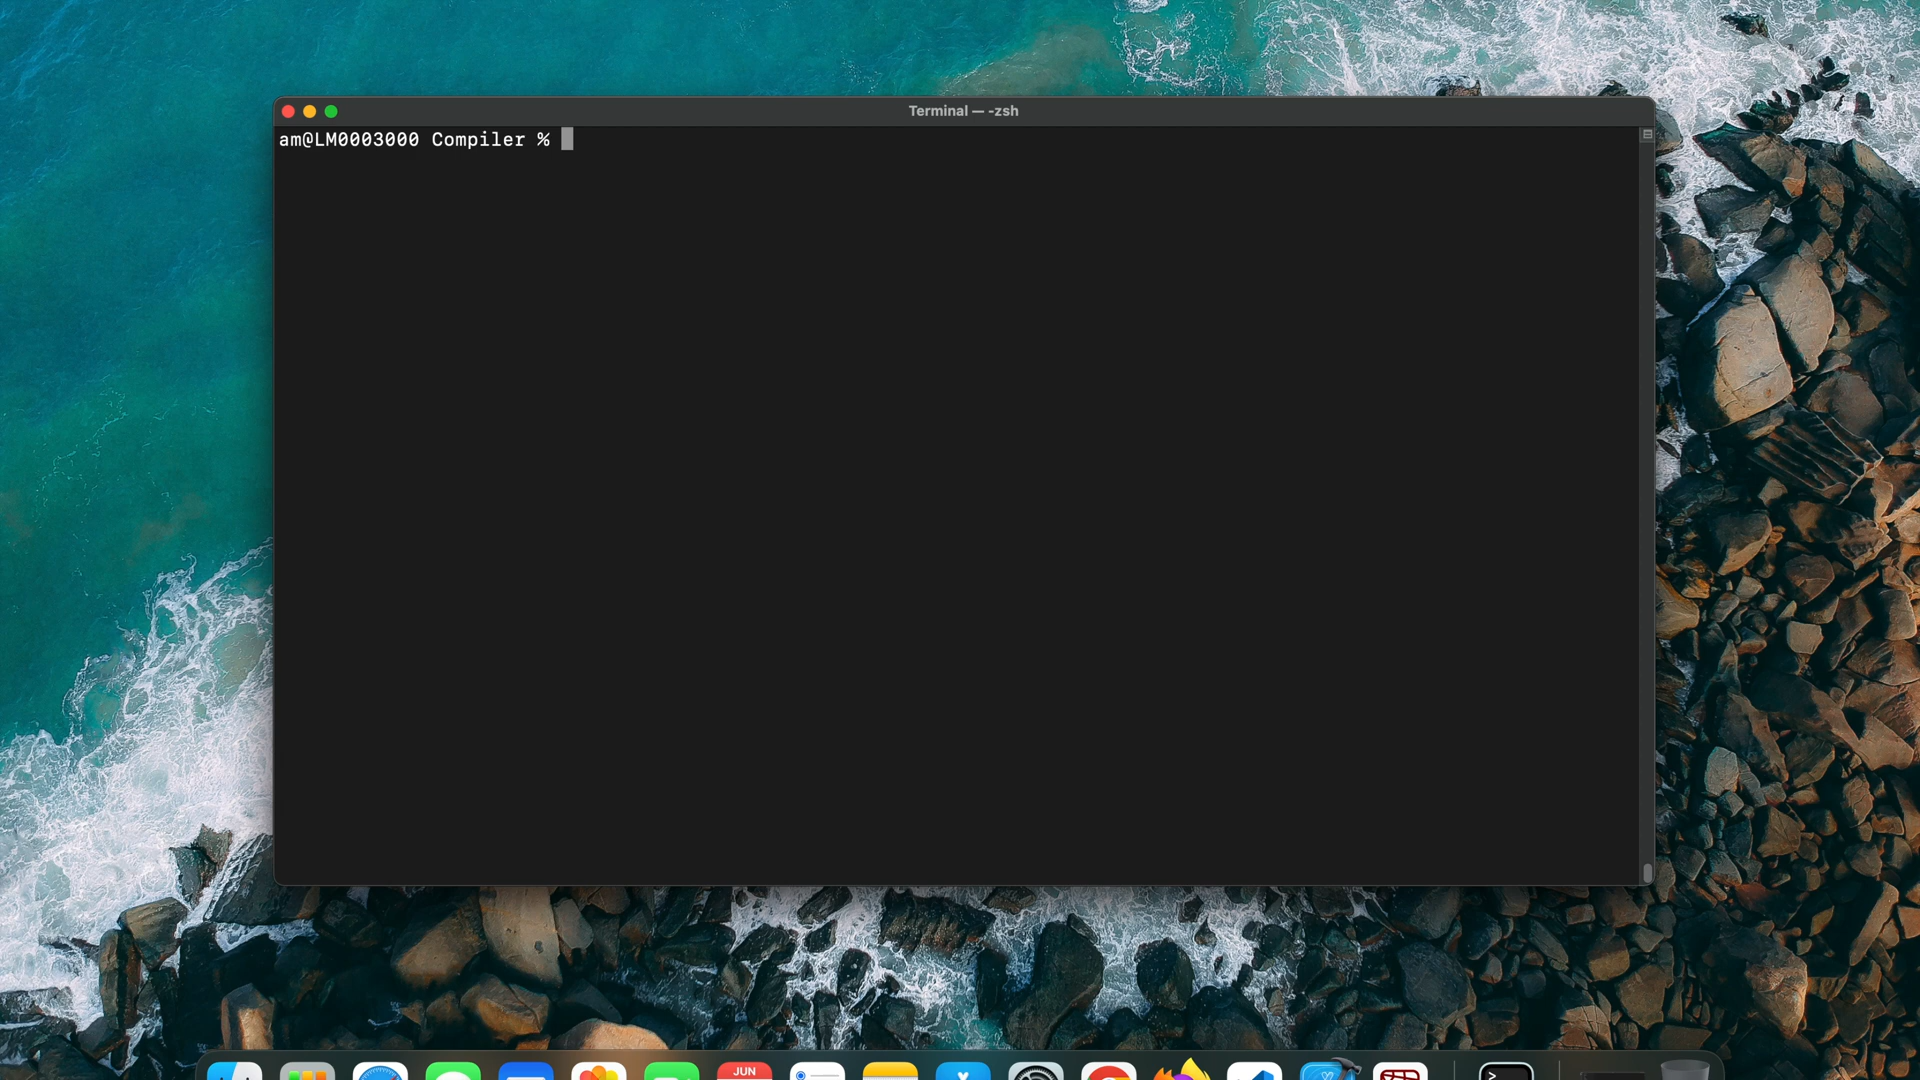 Terminal — -zsh
am@LM0003000 Compiler %
JUN